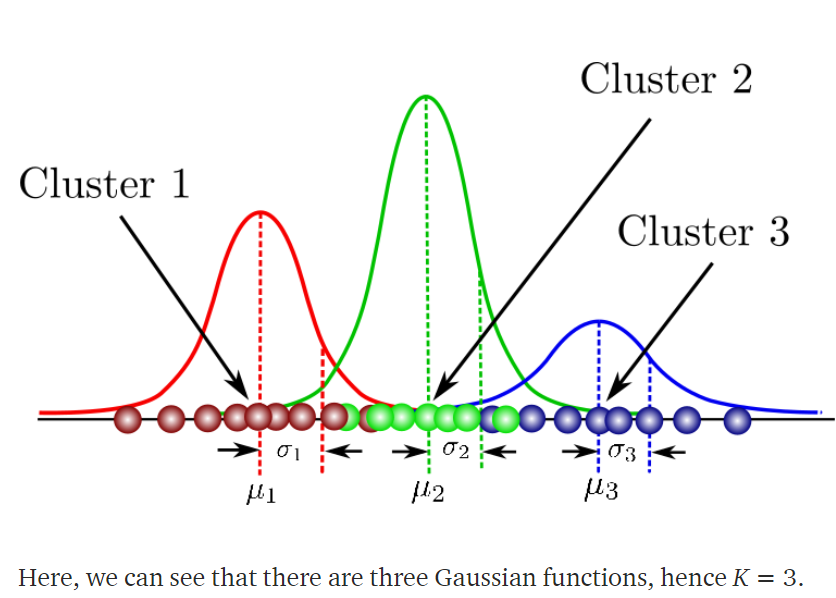 Cluster 2
Cluster 1
Cluster 3
σ1 σ2 σ3
μ1 μ2 μ3
Here, we can see that there are three Gaussian functions, hence K = 3.